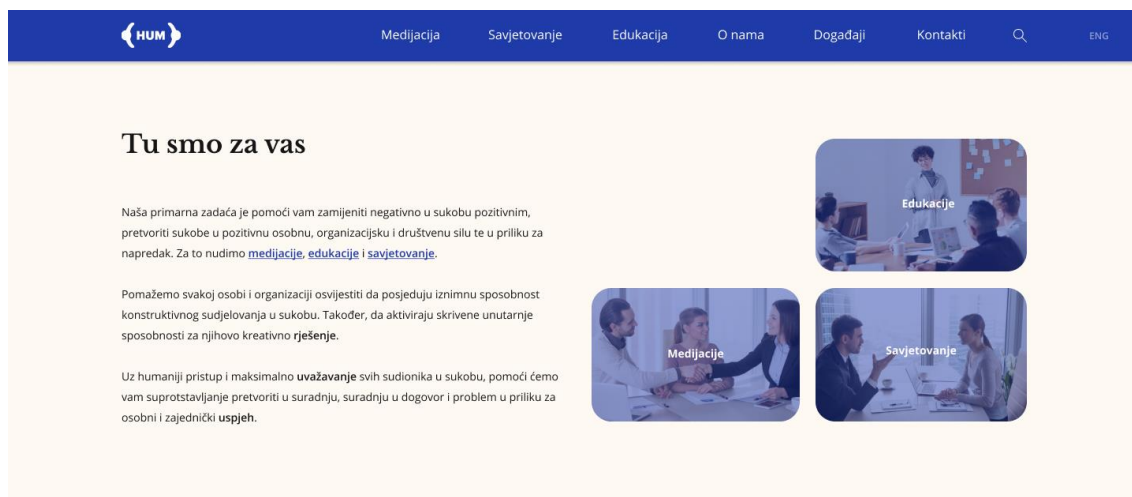 HUM
Medijacija Savjetovanje Edukacija O nama Događaji Kontakti ENG
Tu smo za vas
Naša primarna zadaća je pomoći vam zamijeniti negativno u sukobu pozitivnim,
pretvoriti sukobe u pozitivnu osobnu, organizacijsku i društvenu silu te u priliku za
napredak. Za to nudimo medijacije, edukacije i savjetovanje.
Pomažemo svakoj osobi i organizaciji osvijestiti da posjeduju iznimnu sposobnost
konstruktivnog sudjelovanja u sukobu. Također, da aktiviraju skrivene unutarnje
sposobnosti za njihovo kreativno rješenje.
Uz humaniji pristup i maksimalno uvažavanje svih sudionika u sukobu, pomoći ćemo
vam suprotstavljanje pretvoriti u suradnju, suradnju u dogovor i problem u priliku za
osobni i zajednički uspjeh.
Edukacije
Medijacije
Savjetovanje